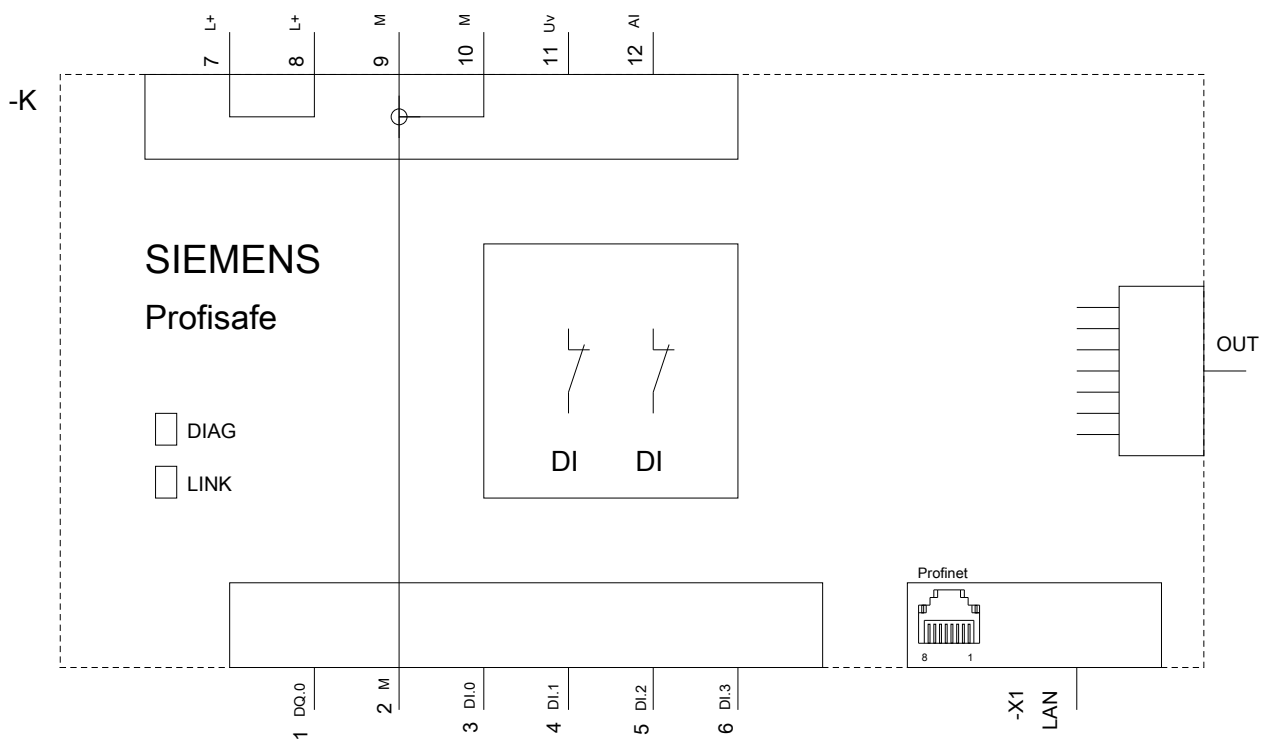 L+
L+
M
M
Uv
AI
7
8
9
10
11
12
-K
SIEMENS
Profisafe
OUT
DIAG
LINK
DI
DI
Profinet
8
1
DQ.0
M
DI.0
DI.1
DI.2
DI.3
1
2
3
4
5
6
-X1
LAN